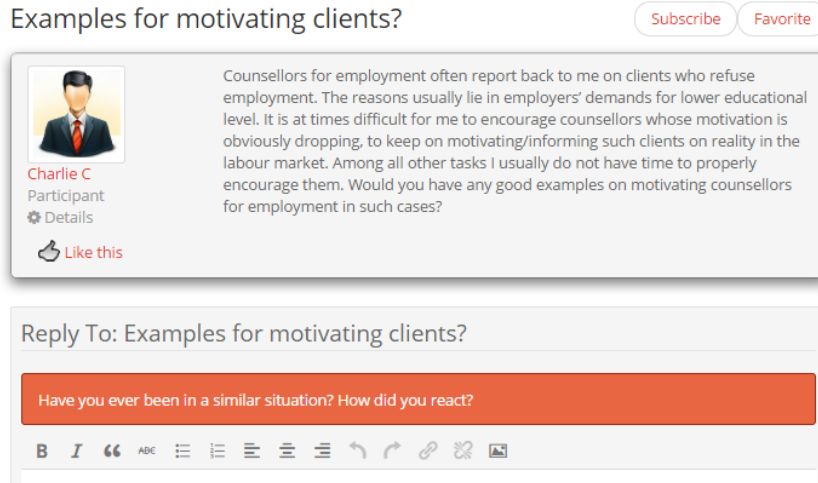 Examples for motivating clients?
Subscribe
Favorite
Counsellors for employment often report back to me on clients who refuse
employment. The reasons usually lie in employers' demands for lower educational
level. It is at times difficult for me to encourage counsellors whose motivation is
obviously dropping, to keep on motivating/informing such clients on reality in the
labour market. Among all other tasks I usually do not have time to properly
encourage them. Would you have any good examples on motivating counsellors
for employment in such cases?
Charlie C
Participant
Details
Like this
Reply To: Examples for motivating clients?
Have you ever been in a similar situation? How did you react?
B I “ ABC